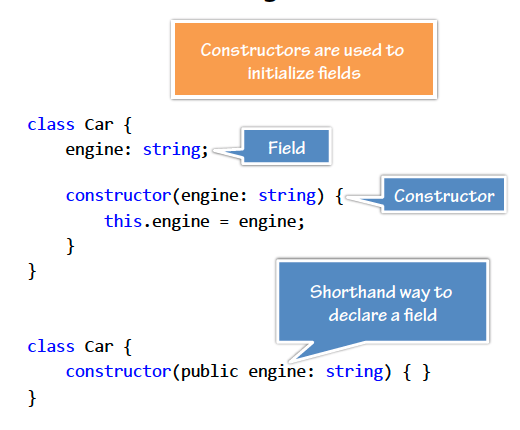 Constructors are used to
initialize fields
class Car {
engine: string;
Field
constructor(engine: string) {
Constructor
this.engine = engine;
}
}
Shorthand way to
declare a field
class Car {
constructor(public engine: string) { }
}